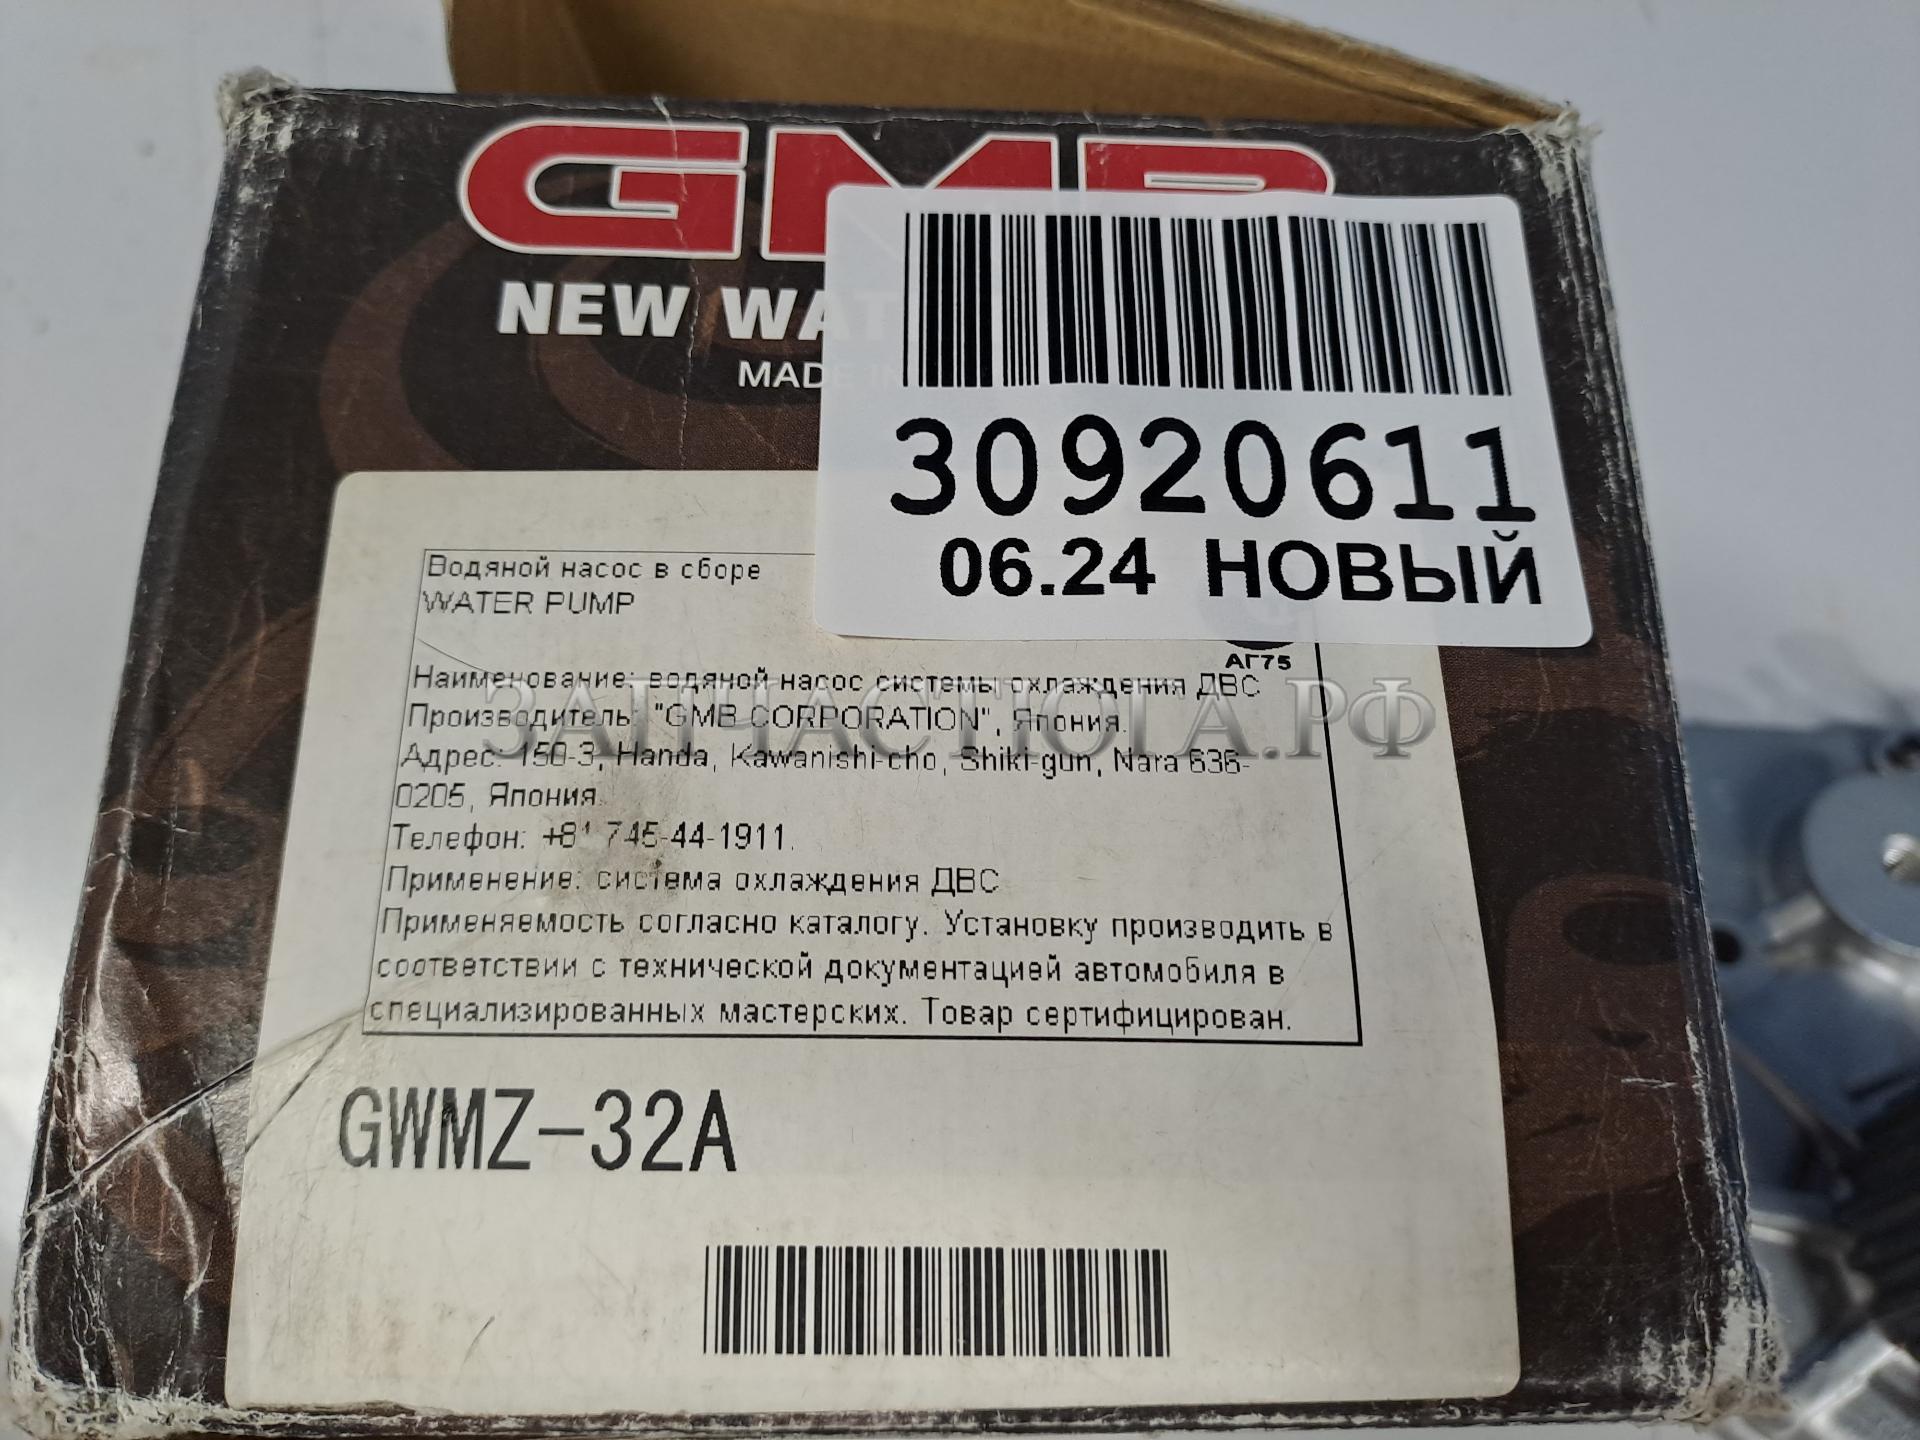 GMB
NEW WAT
MADE IN
30920611
06.24 НОВЫЙ
Водяной насос в сборе
WATER PUMP
АГ75
Наименование: водяной насос системы охлаждения ДВС
ЗАПЧАСТЮГА.РФ
Производитель: "GMB CORPORATION", Япония.
Адрес: 150-3, Handa, Kawanishi-cho, Shiki-gun, Nara 636-
0205, Япония.
Телефон: +81 745-44-1911.
Применение: система охлаждения ДВС
Применяемость согласно каталогу. Установку производить в
соответствии с технической документацией автомобиля в
специализированных мастерских. Товар сертифицирован.
GWMZ-32A